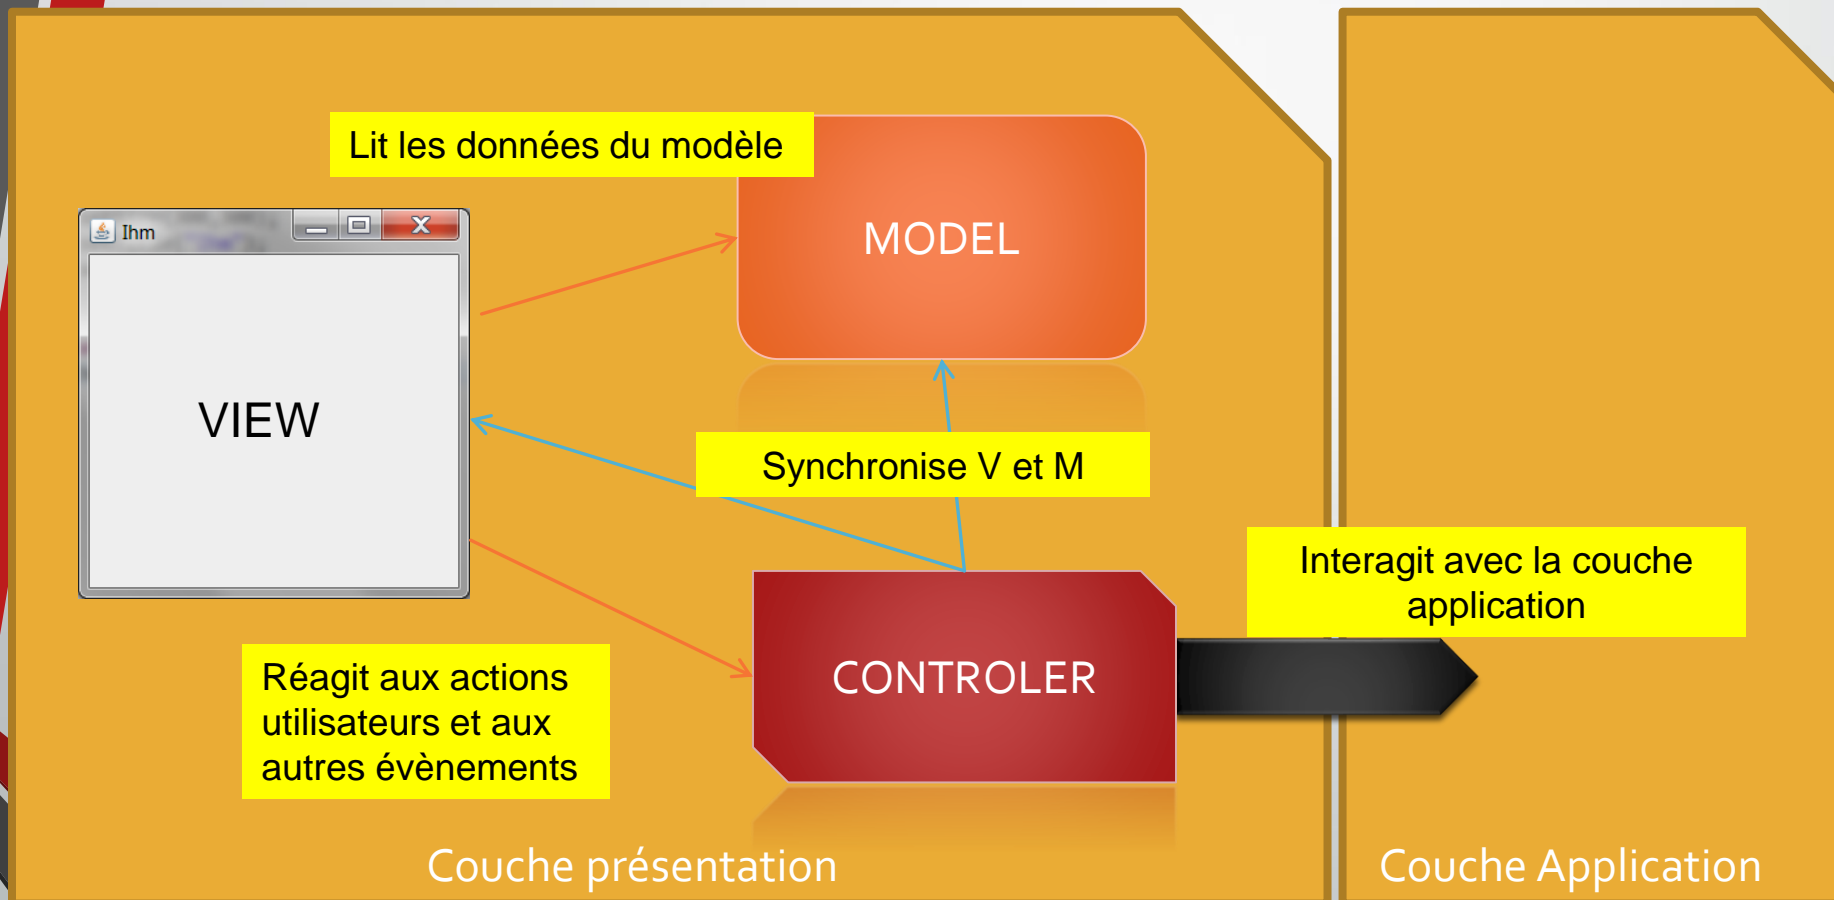 Lit les données du modèle
MODEL
Ihm
VIEW
Synchronise V et M
Interagit avec la couche
application
Réagit aux actions
utilisateurs et aux
autres évènements
CONTROLER
Couche présentation
Couche Application